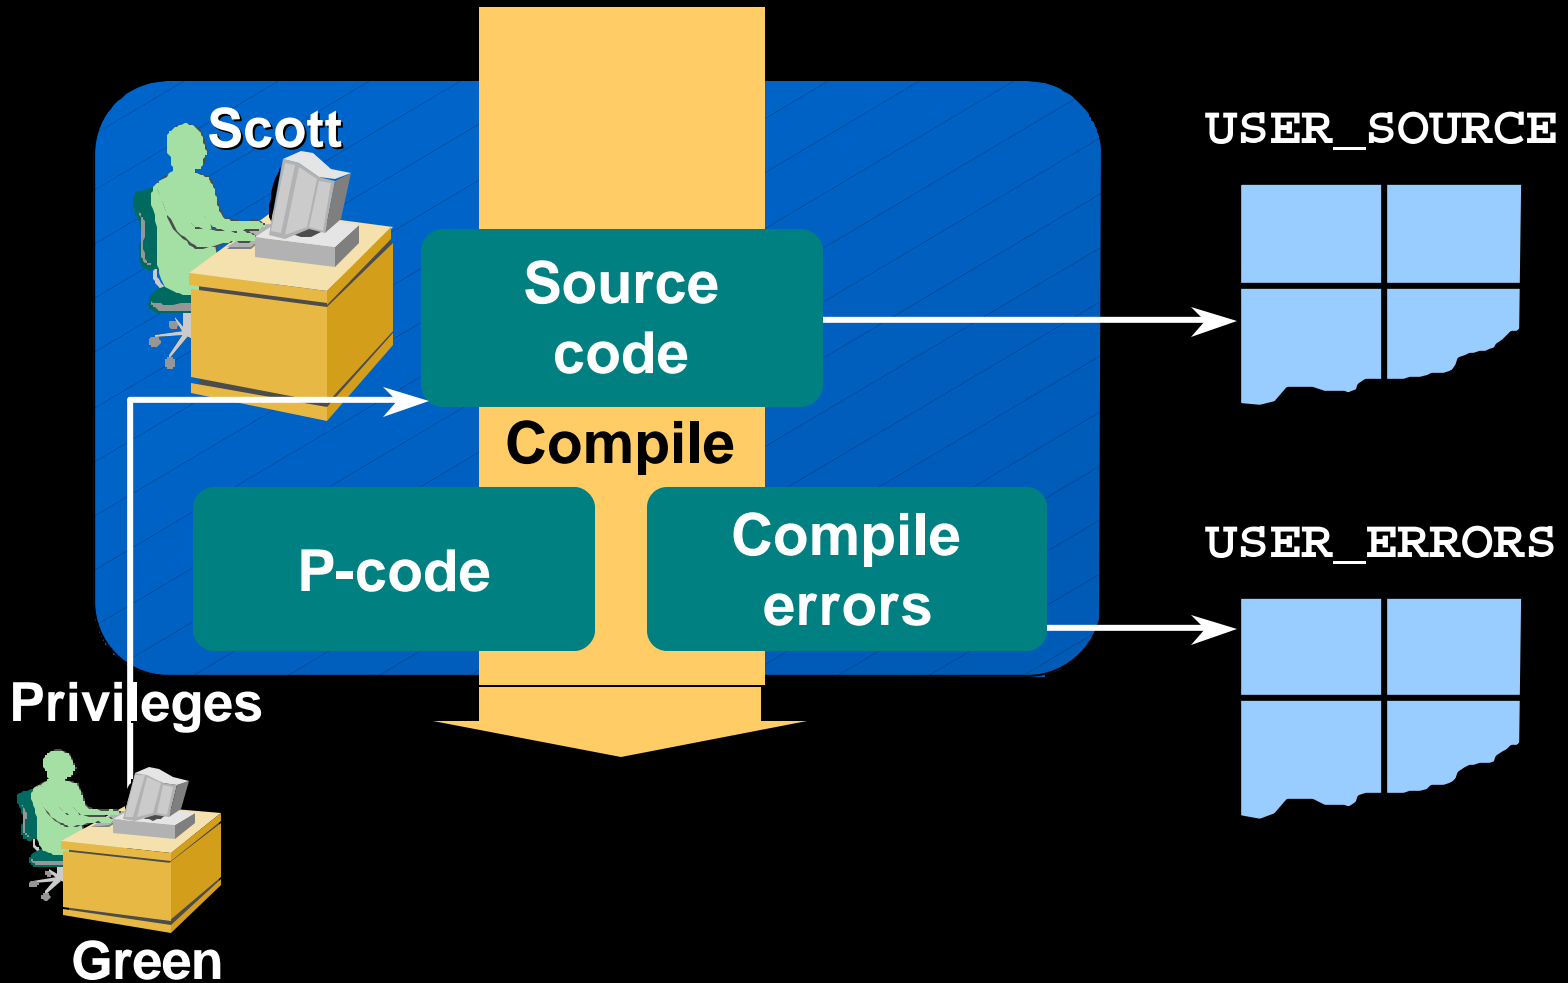 Scott
USER_SOURCE
Source
code
Compile
P-code
Compile
errors
USER_ERRORS
Privileges
Green